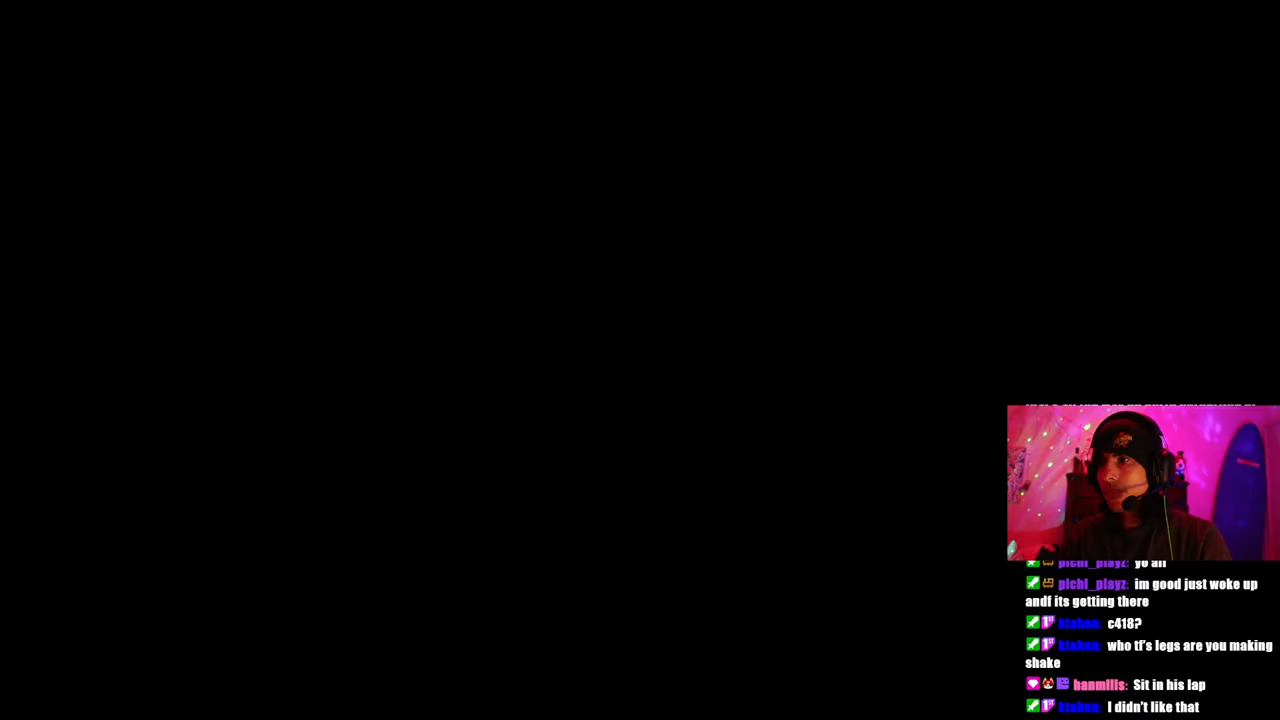 pichi_playz: yo all
pichi_playz: im good just woke up
andf its getting there
c418?
who tf's legs are you making
shake
hanmilis: Sit in his lap
I didn't like that